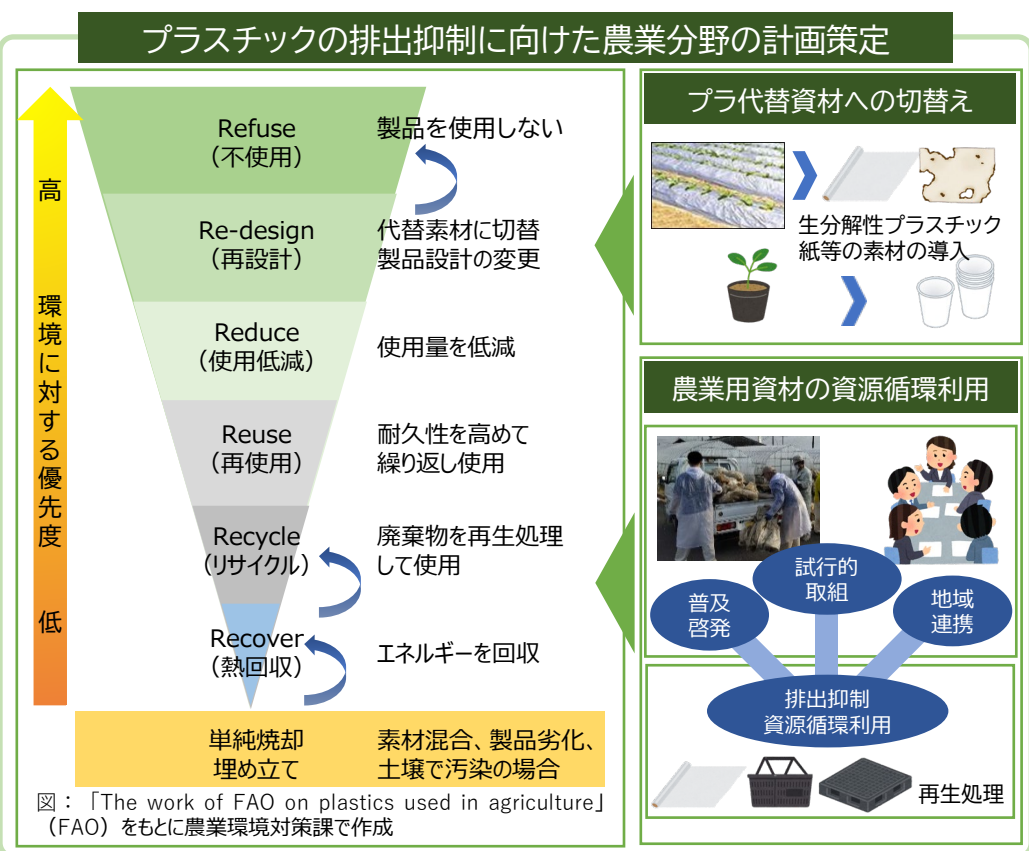 プラスチックの排出抑制に向けた農業分野の計画策定
高
環境に対する優先度
低
Refuse
(不使用)
製品を使用しない
Re-design
(再設計)
代替素材に切替
製品設計の変更
Reduce
(使用低減)
使用量を低減
Reuse
(再使用)
耐久性を高めて
繰り返し使用
Recycle
(リサイクル)
廃棄物を再生処理
して使用
Recover
(熱回収)
エネルギーを回収
単純焼却
埋め立て
素材混合、製品劣化、
土壌で汚染の場合
図：「The work of FAO on plastics used in agriculture」
（FAO）をもとに農業環境対策課で作成
プラ代替資材への切替え
生分解性プラスチック
紙等の素材の導入
農業用資材の資源循環利用
普及
啓発
試行的
取組
地域
連携
排出抑制
資源循環利用
再生処理